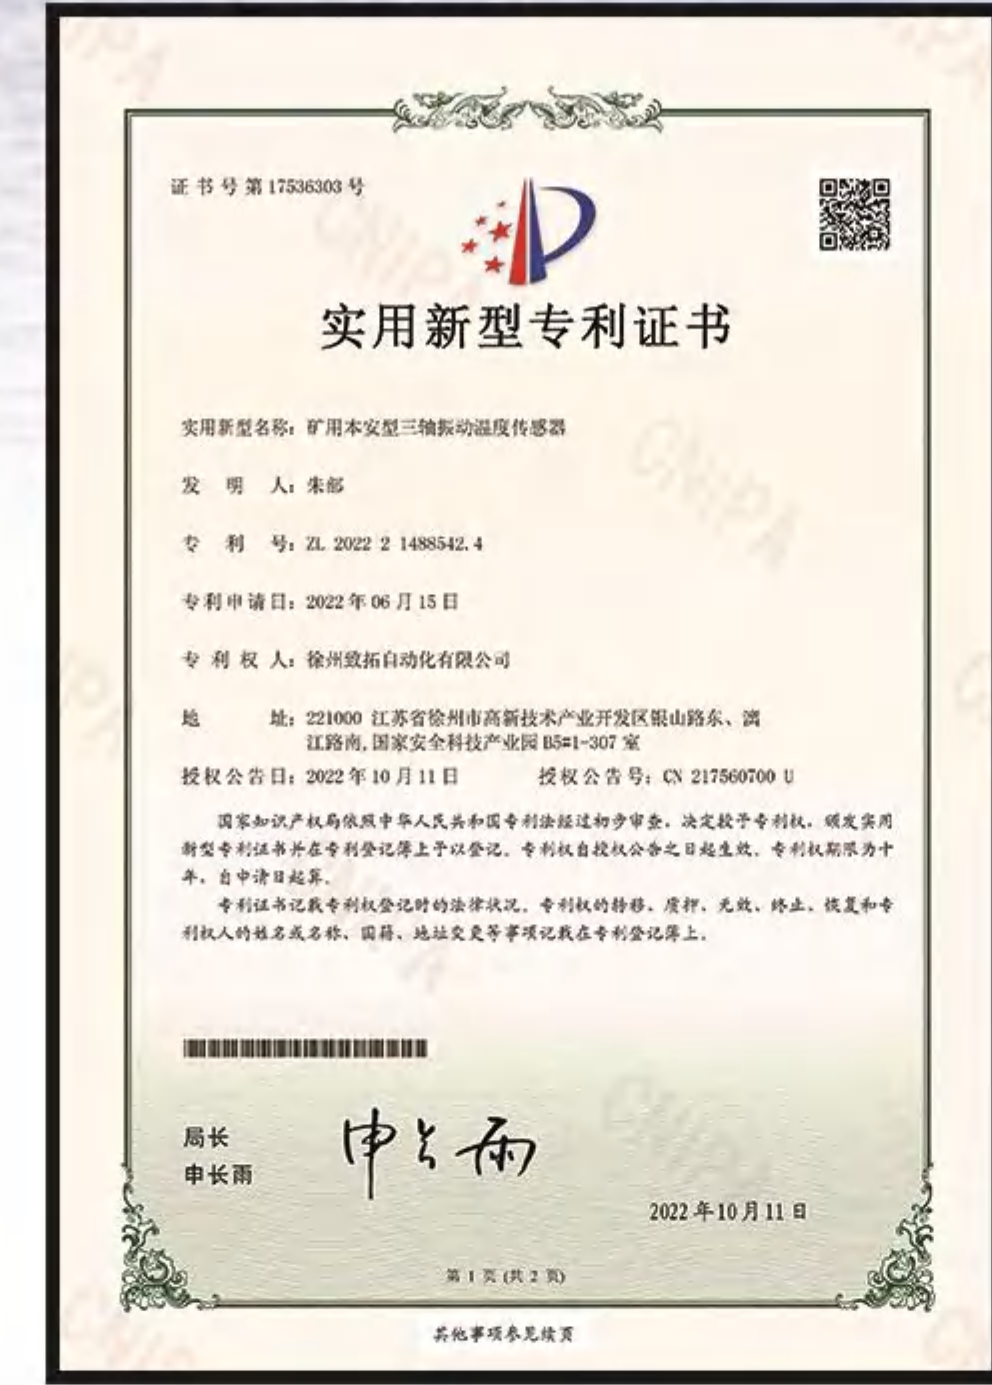 证书号第17536303号
实用新型专利证书
实用新型名称：矿用本安型三轴振动温度传感器
发明人：朱部
专利号：ZL 2022 2 1488542.4
专利申请日：2022年06月15日
专利权人：徐州致拓自动化有限公司
地址：221000 江苏省徐州市高新技术产业开发区银山路东、漓
江路南,国家安全科技产业园B5#1-307室
授权公告日：2022年10月11日 授权公告号：CN 217560700 U
国家知识产权局依照中华人民共和国专利法经过初步审查，决定授予专利权，颁发实用
新型专利证书并在专利登记簿上予以登记。专利权自授权公告之日起生效。专利权期限为十
年，自申请日起算。
专利证书记载专利权登记时的法律状况。专利权的转移、质押、无效、终止、恢复和专
利权人的姓名或名称、国籍、地址变更等事项记载在专利登记簿上。
局长
申长雨
申长雨
2022年10月11日
第 1 页 (共 2 页)
其他事项参见续页